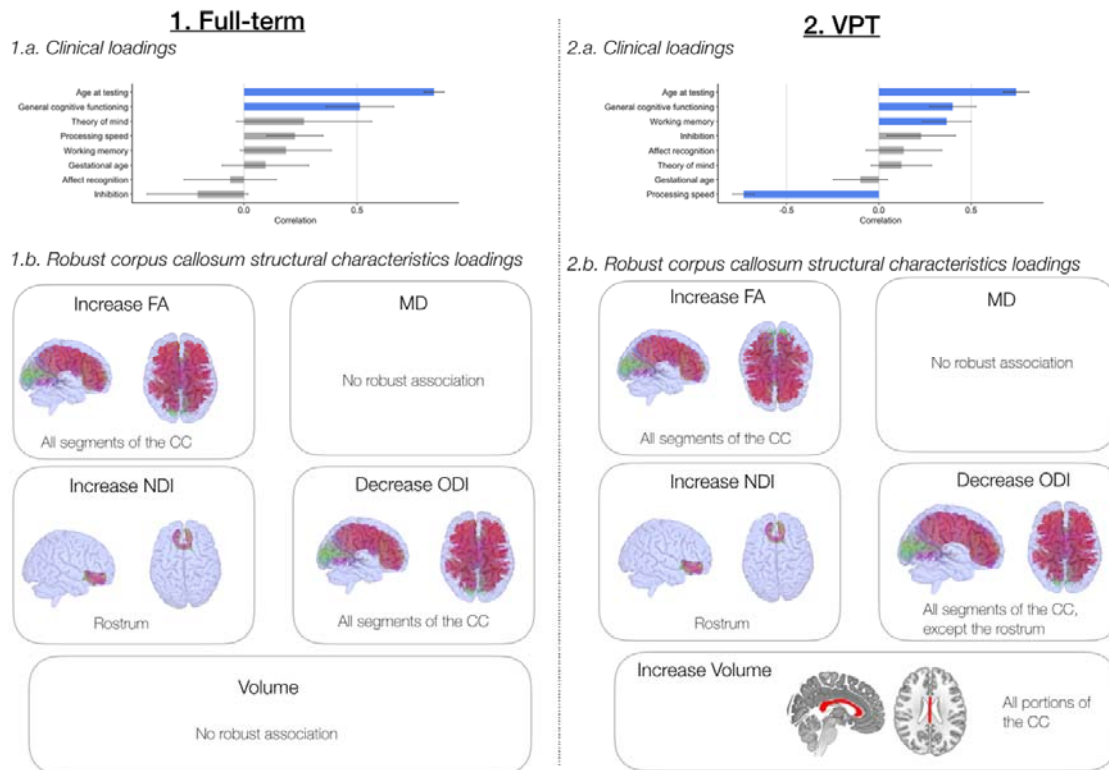 1. Full-term
1.a. Clinical loadings
Age at testing
General cognitive functioning
Theory of mind
Processing speed
Working memory
Gestational age
Affect recognition
Inhibition
0.0
0.5
Correlation
1.b. Robust corpus callosum structural characteristics loadings
Increase FA
All segments of the CC
MD
No robust association
Increase NDI
Rostrum
Decrease ODI
All segments of the CC
Volume
No robust association
2. VPT
2.a. Clinical loadings
Age at testing
General cognitive functioning
Working memory
Inhibition
Affect recognition
Theory of mind
Gestational age
Processing speed
-0.5
0.0
0.5
Correlation
2.b. Robust corpus callosum structural characteristics loadings
Increase FA
All segments of the CC
MD
No robust association
Increase NDI
Rostrum
Decrease ODI
All segments of the CC,
except the rostrum
Increase Volume
All portions of
the CC